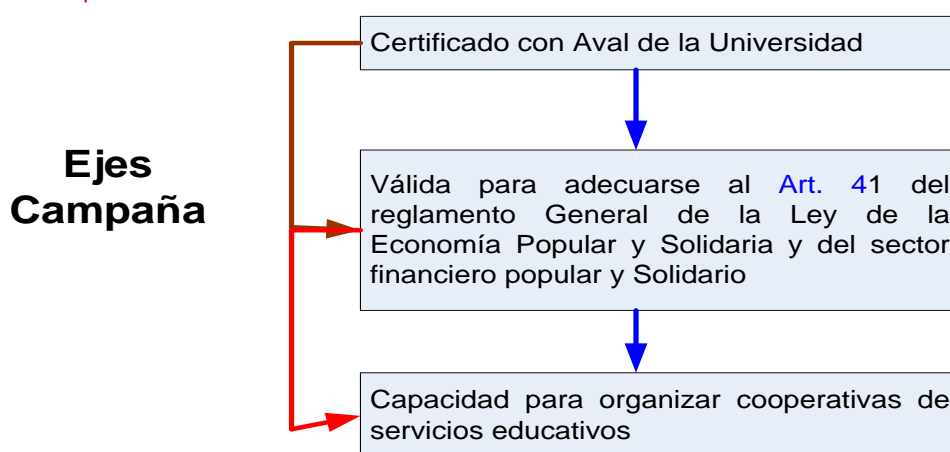 Certificado con Aval de la Universidad
Ejes
Campaña
Válida para adecuarse al Art. 41 del
reglamento General de la Ley de la
Economía Popular y Solidaria y del sector
financiero popular y Solidario
Capacidad para organizar cooperativas de
servicios educativos